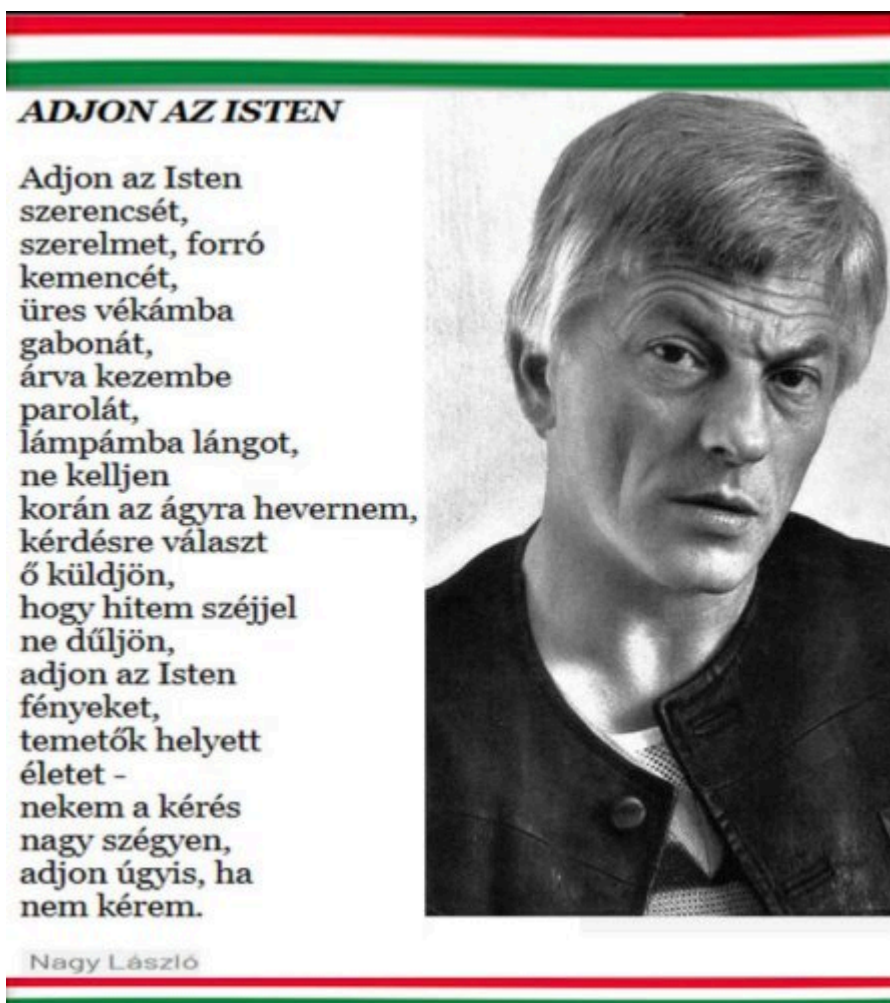 ADJON AZ ISTEN
Adjon az Isten
szerencsét,
szerelmet, forró
kemencét,
üres vékámba
gabonát,
árva kezembe
parolát,
lámpámba lángot,
ne kelljen
korán az ágyra hevernem,
kérdésre választ
ő küldjön,
hogy hitem széjjel
ne dűljön,
adjon az Isten
fényeket,
temetők helyett
életet -
nekem a kérés
nagy szégyen,
adjon úgyis, ha
nem kérem.
Nagy László